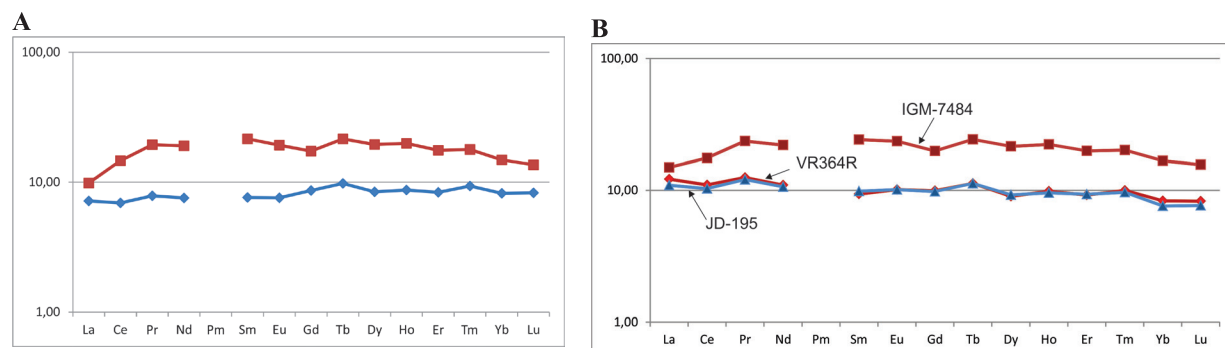 A
100,00
10,00
1,00
La Ce Pr Nd Pm Sm Eu Gd Tb Dy Ho Er Tm Yb Lu
B
100,00
IGM-7484
VR364R
10,00
JD-195
1,00
La Ce Pr Nd Pm Sm Eu Gd Tb Dy Ho Er Tm Yb Lu